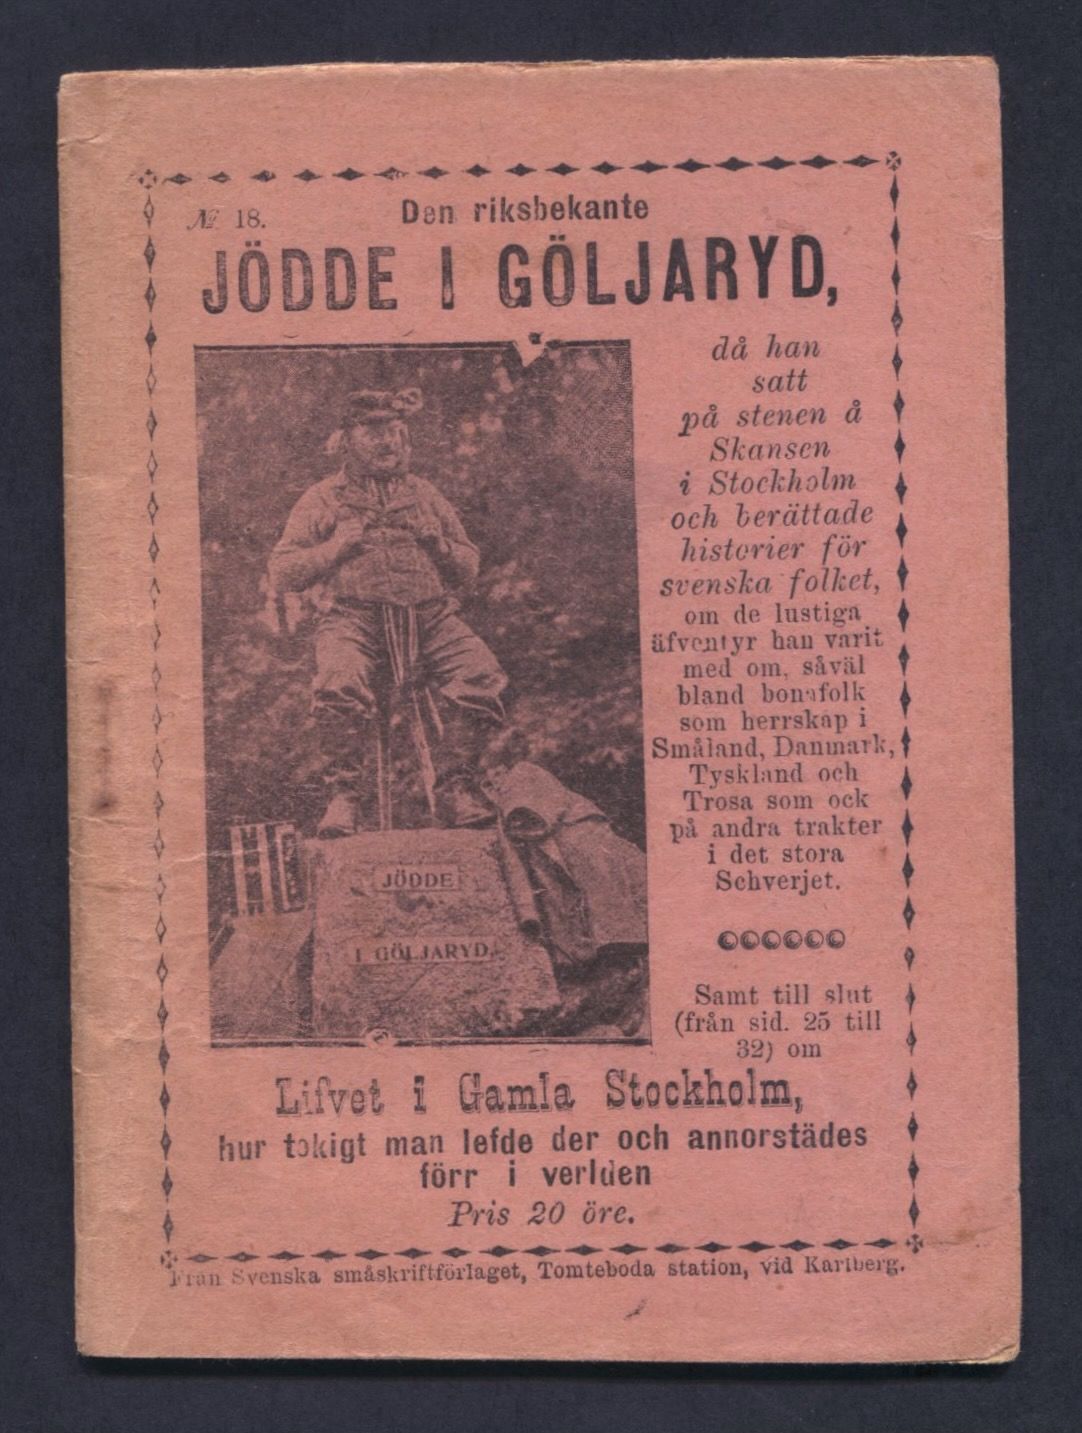 № 18.
Den riksbekante
JÖDDE I GÖLJARYD,
då han
satt
på stenen å
Skansen
i Stockholm
och berättade
historier för
svenska folket,
om de lustiga
äfventyr han varit
med om, såväl
bland bonafolk
som herrskap i
Småland, Danmark,
Tyskland och
Trosa som ock
på andra trakter
i det stora
Schverjet.
JÖDDE
I GÖLJARYD.
Samt till slut
(från sid. 25 till
32) om
Lifvet i Gamla Stockholm,
hur tokigt man lefde der och annorstädes
förr i verlden
Pris 20 öre.
Från Svenska småskriftförlaget, Tomteboda station, vid Karlberg.